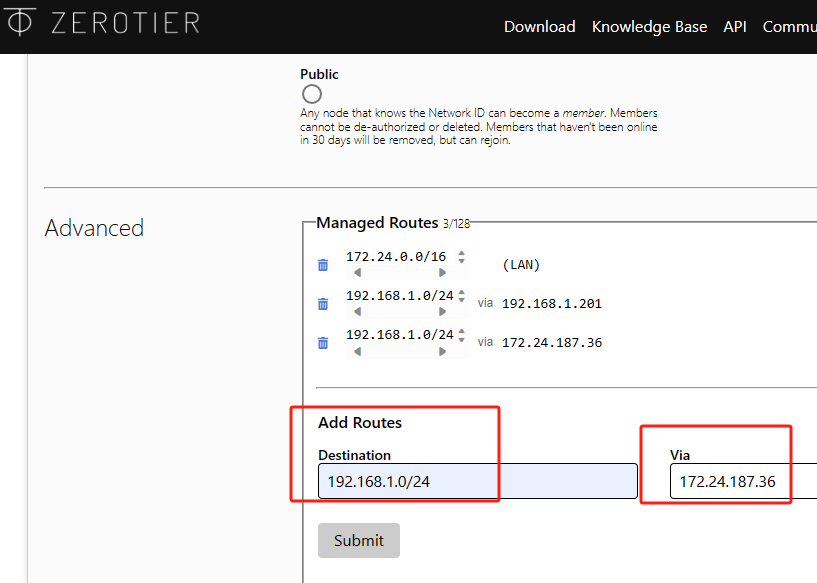 ZEROTIER
Download Knowledge Base API Commu
Public
Any node that knows the Network ID can become a member. Members
cannot be de-authorized or deleted. Members that haven't been online
in 30 days will be removed, but can rejoin.
Advanced
Managed Routes 3/128
172.24.0.0/16 (LAN)
192.168.1.0/24 via 192.168.1.201
192.168.1.0/24 via 172.24.187.36
Add Routes
Destination Via
192.168.1.0/24 172.24.187.36
Submit